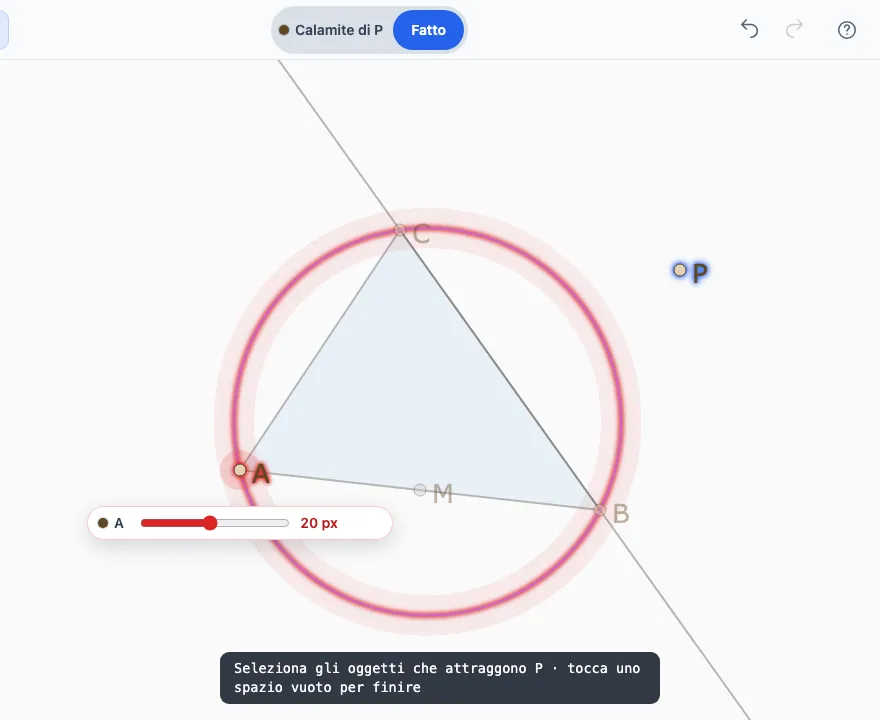 Calamite di P
Fatto
C
P
A
M
B
A
20 px
Seleziona gli oggetti che attraggono P · tocca uno
spazio vuoto per finire